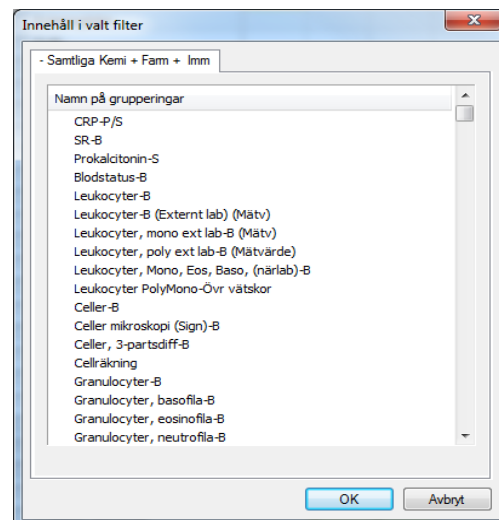 Innehåll i valt filter
- Samtliga Kemi + Farm + Imm
Namn på grupperingar
CRP-P/S
SR-B
Prokalcitonin-S
Blodstatus-B
Leukocyter-B
Leukocyter-B (Externt lab) (Mätv)
Leukocyter, mono ext lab-B (Mätv)
Leukocyter, poly ext lab-B (Mätvärde)
Leukocyter, Mono, Eos, Baso, (närlab)-B
Leukocyter PolyMono-Övr vätskor
Celler-B
Celler mikroskopi (Sign)-B
Celler, 3-partsdiff-B
Cellräkning
Granulocyter-B
Granulocyter, basofila-B
Granulocyter, eosinofila-B
Granulocyter, neutrofila-B
OK
Avbryt